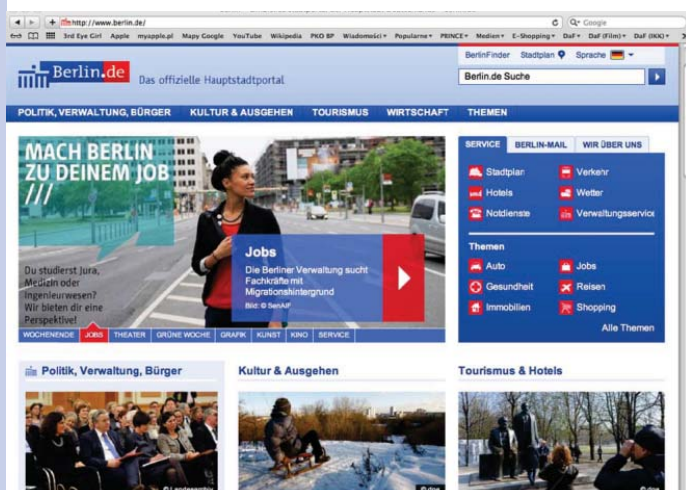 http://www.berlin.de/
Google
3rd Eye Girl Apple myapple.pl Mapy Google YouTube Wikipedia PKO BP Wiadomości Popularne PRINCE Medien E-Shopping DaF DaF (Film) DaF (IKK)
BerlinFinder Stadtplan Sprache
Berlin.de Das offizielle Hauptstadtportal
Berlin.de Suche
POLITIK, VERWALTUNG, BÜRGER KULTUR & AUSGEHEN TOURISMUS WIRTSCHAFT THEMEN
MACH BERLIN
ZU DEINEM JOB
///
Du studierst Jura,
Medizin oder
Ingenieurwesen?
Wir bieten dir eine
Perspektive!
Jobs
Die Berliner Verwaltung sucht
Fachkräfte mit
Migrationshintergrund
Bild: © SenAIF
WOCHENENDE JOBS THEATER GRÜNE WOCHE GRAFIK KUNST KINO SERVICE
SERVICE BERLIN-MAIL WIR ÜBER UNS
Stadtplan Verkehr
Hotels Wetter
Notdienste Verwaltungsservice
Themen
Auto Jobs
Gesundheit Reisen
Immobilien Shopping
Alle Themen
Politik, Verwaltung, Bürger
Kultur & Ausgehen
Tourismus & Hotels
© Landesarchiv
© dpa
© dpa